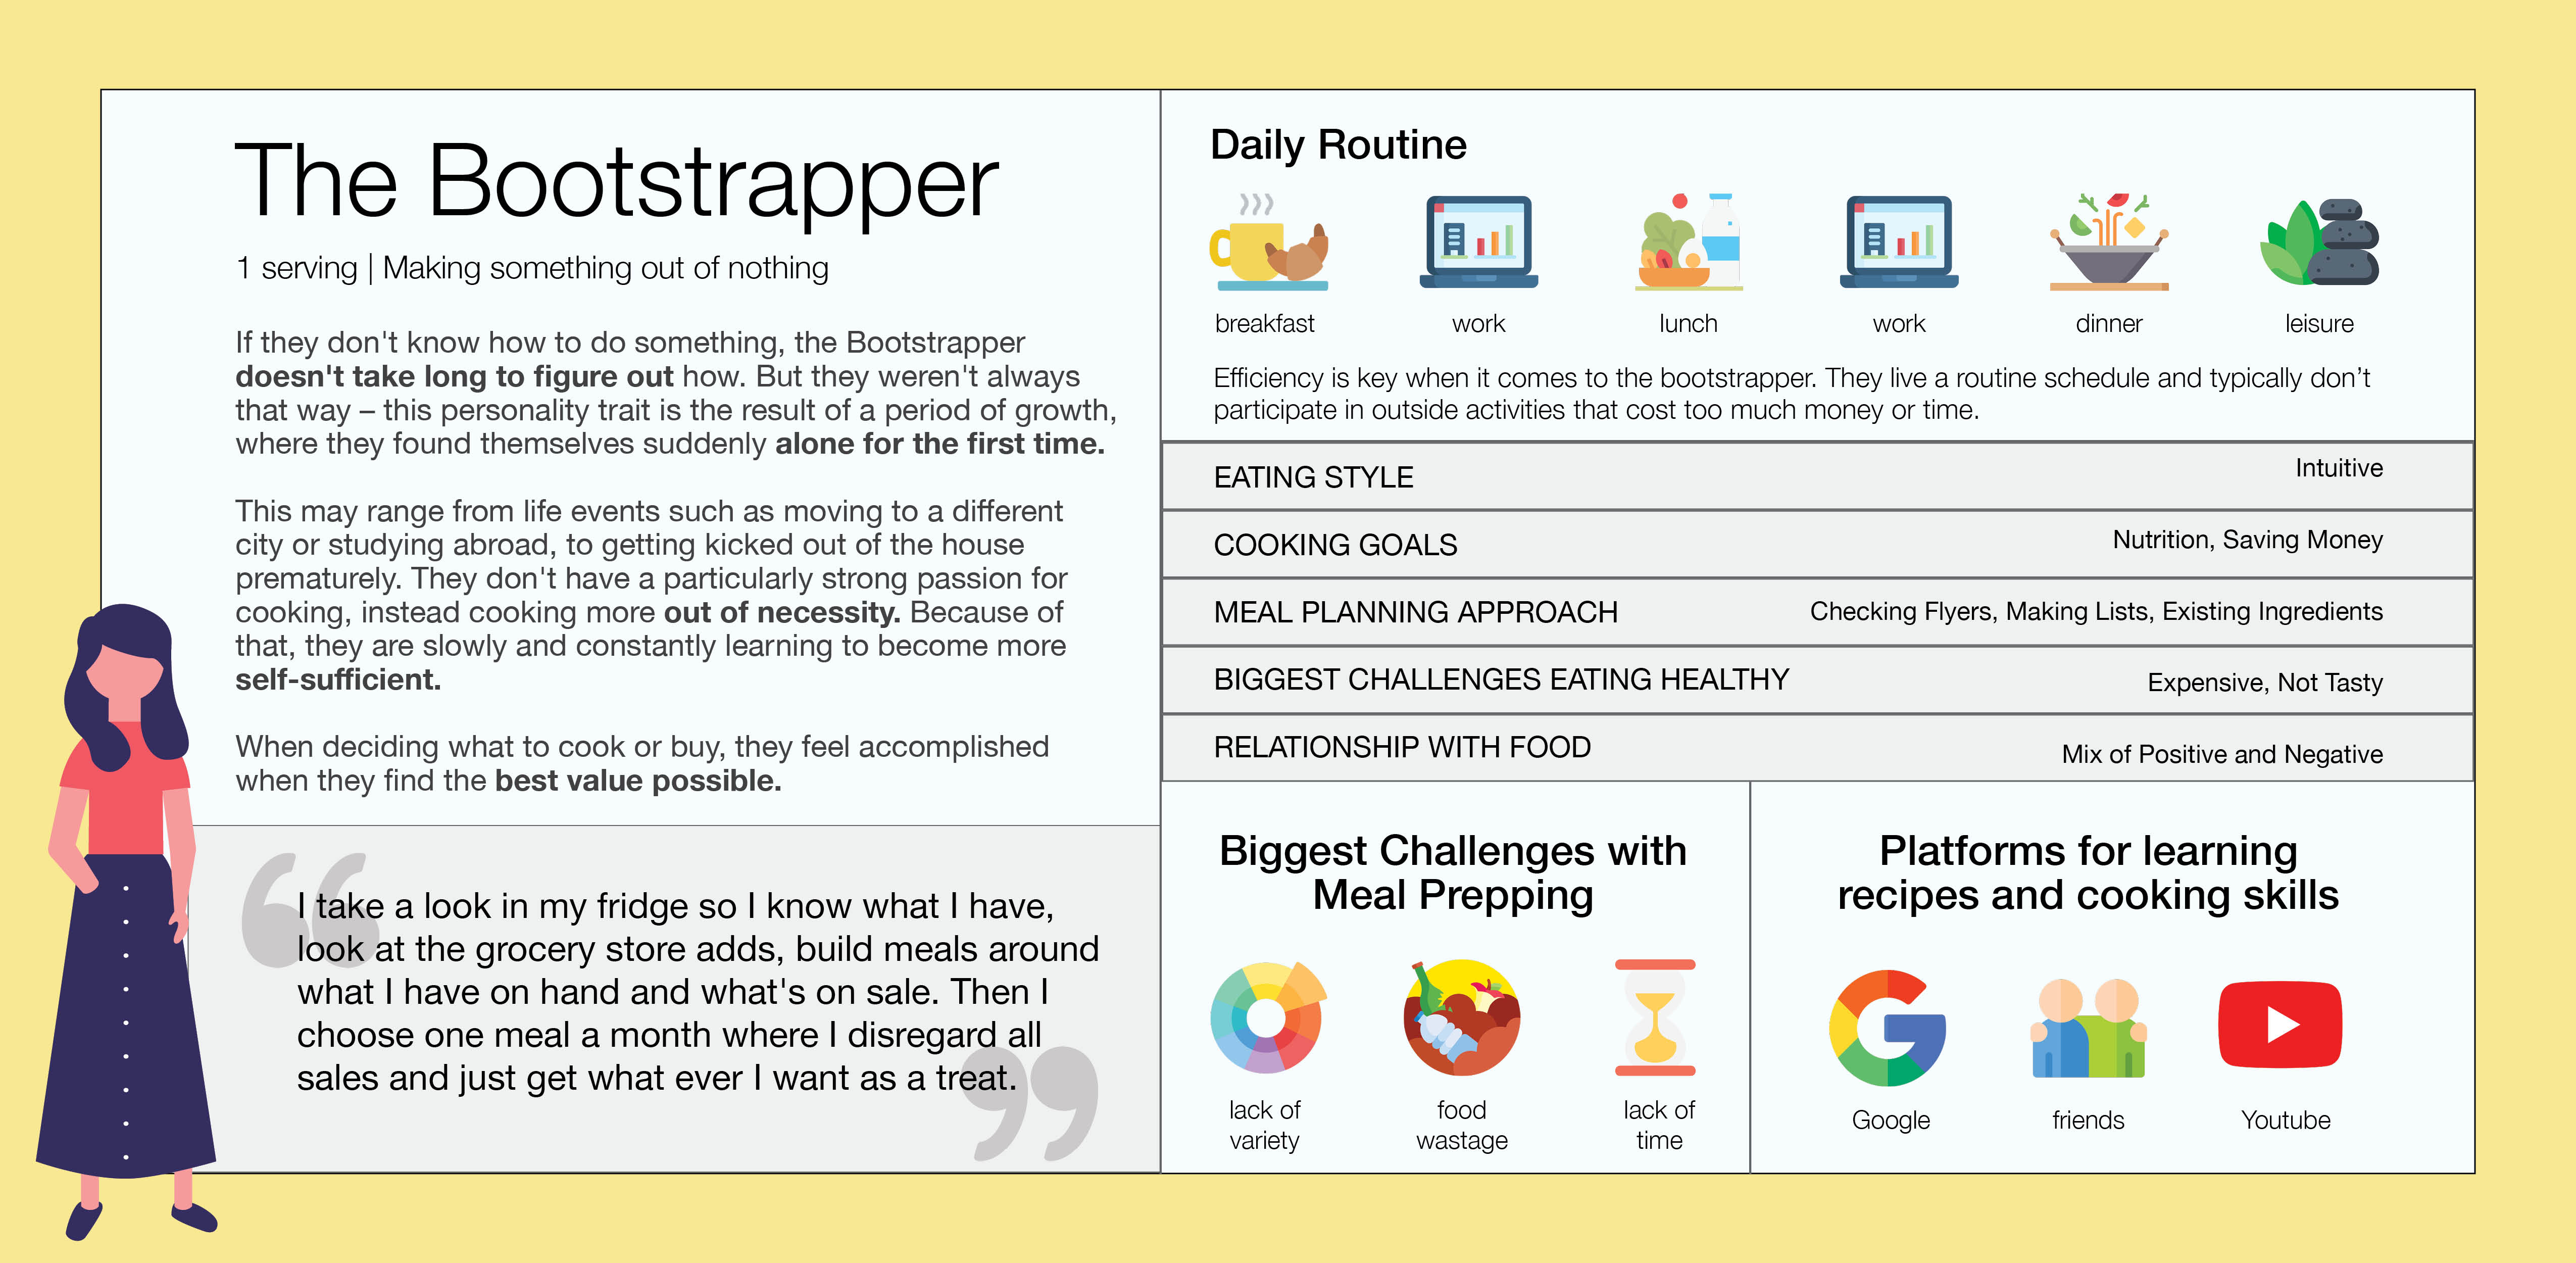 The Bootstrapper
1 serving | Making something out of nothing
If they don't know how to do something, the Bootstrapper
doesn't take long to figure out how. But they weren't always
that way – this personality trait is the result of a period of growth,
where they found themselves suddenly alone for the first time.
This may range from life events such as moving to a different
city or studying abroad, to getting kicked out of the house
prematurely. They don't have a particularly strong passion for
cooking, instead cooking more out of necessity. Because of
that, they are slowly and constantly learning to become more
self-sufficient.
When deciding what to cook or buy, they feel accomplished
when they find the best value possible.
“
I take a look in my fridge so I know what I have,
look at the grocery store adds, build meals around
what I have on hand and what's on sale. Then I
choose one meal a month where I disregard all
sales and just get what ever I want as a treat.
”
Daily Routine
breakfast work lunch work dinner leisure
Efficiency is key when it comes to the bootstrapper. They live a routine schedule and typically don’t
participate in outside activities that cost too much money or time.
EATING STYLE Intuitive
COOKING GOALS Nutrition, Saving Money
MEAL PLANNING APPROACH Checking Flyers, Making Lists, Existing Ingredients
BIGGEST CHALLENGES EATING HEALTHY Expensive, Not Tasty
RELATIONSHIP WITH FOOD Mix of Positive and Negative
Biggest Challenges with
Meal Prepping
lack of
variety
food
wastage
lack of
time
Platforms for learning
recipes and cooking skills
Google friends Youtube